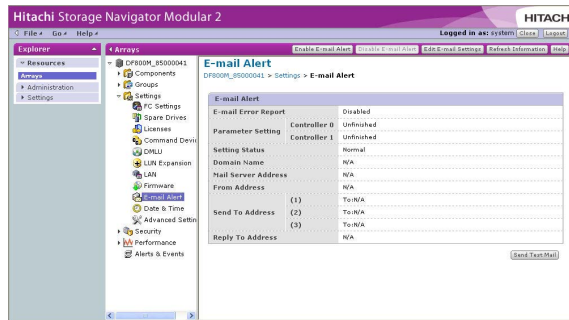 Hitachi Storage Navigator Modular 2
HITACH
File Go Help
Logged in as: system Close Logout
Explorer
Resources
Arrays
Administration
Settings
Arrays
DF800M_85000041
Components
Groups
Settings
FC Settings
Spare Drives
Licenses
Command Devic
DMLU
LUN Expansion
LAN
Firmware
E-mail Alert
Date & Time
Advanced Settin
Security
Performance
Alerts & Events
Enable E-mail Alert Disable E-mail Alert Edit E-mail Settings Refresh Information Help
E-mail Alert
DF800M_85000041 > Settings > E-mail Alert
E-mail Alert
E-mail Error Report Disabled
Parameter Setting Controller 0 Unfinished
Controller 1 Unfinished
Setting Status Normal
Domain Name N/A
Mail Server Address N/A
From Address N/A
Send To Address (1) To:N/A
(2) To:N/A
(3) To:N/A
Reply To Address N/A
Send Test Mail